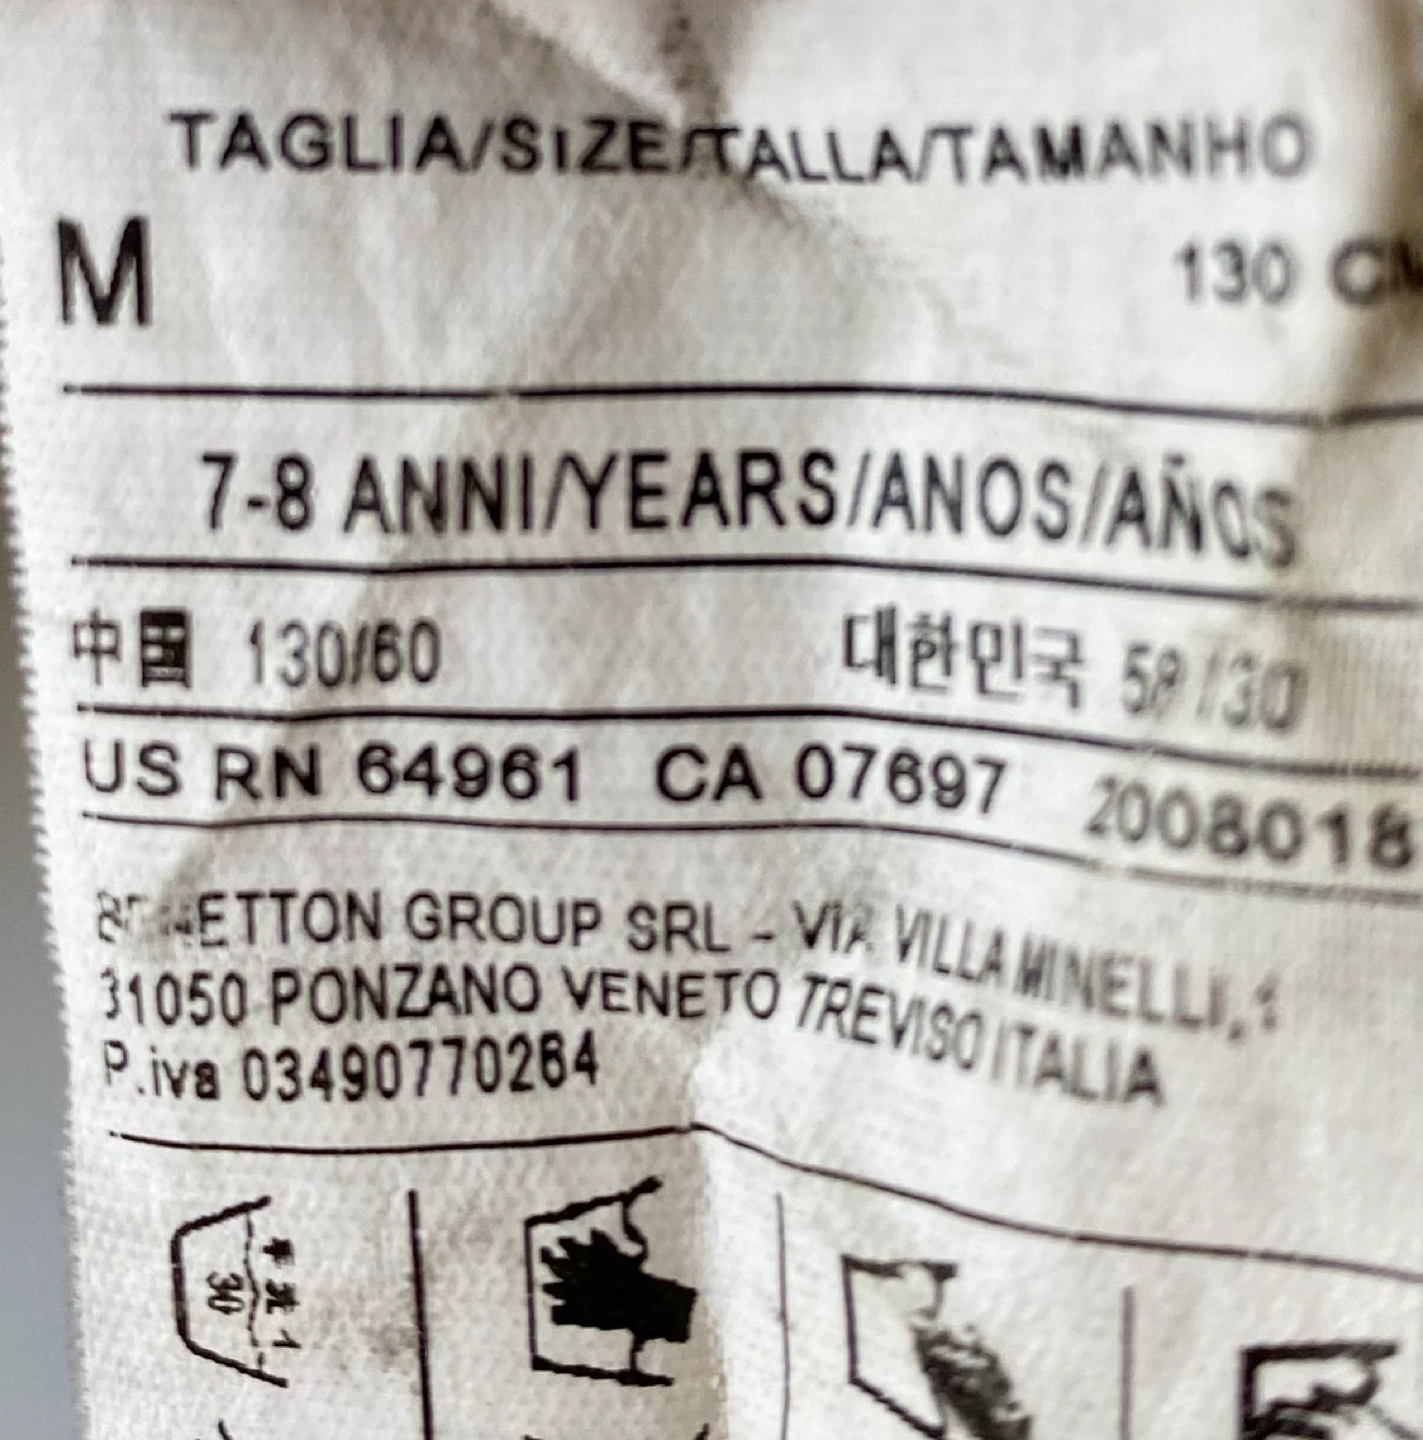 TAGLIA/SIZE/TALLA/TAMANHO
M 130 CM
7-8 ANNI/YEARS/ANOS/AÑOS
中国 130/60
대한민국 58/30
US RN 64961 CA 07697 2008018
BENETTON GROUP SRL - VIA VILLA MINELLI, 1
31050 PONZANO VENETO TREVISO ITALIA
P.iva 03490770264
30